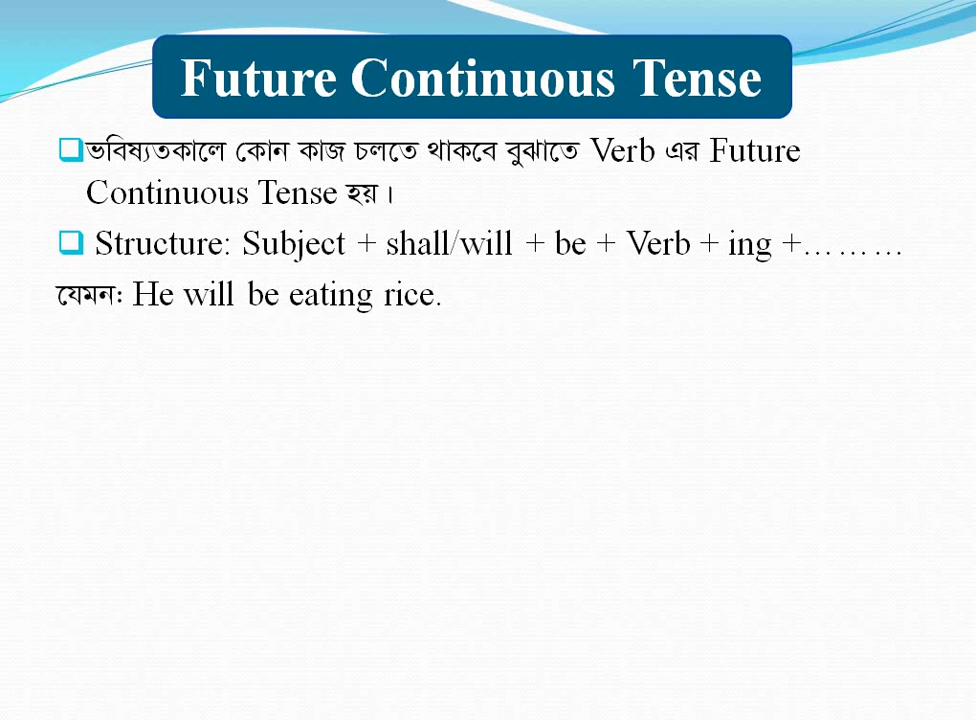 Future Continuous Tense
ভবিষ্যতকালে কোন কাজ চলতে থাকবে বুঝাতে Verb এর Future
Continuous Tense হয়।
Structure: Subject + shall/will + be + Verb + ing +………
যেমনঃ He will be eating rice.